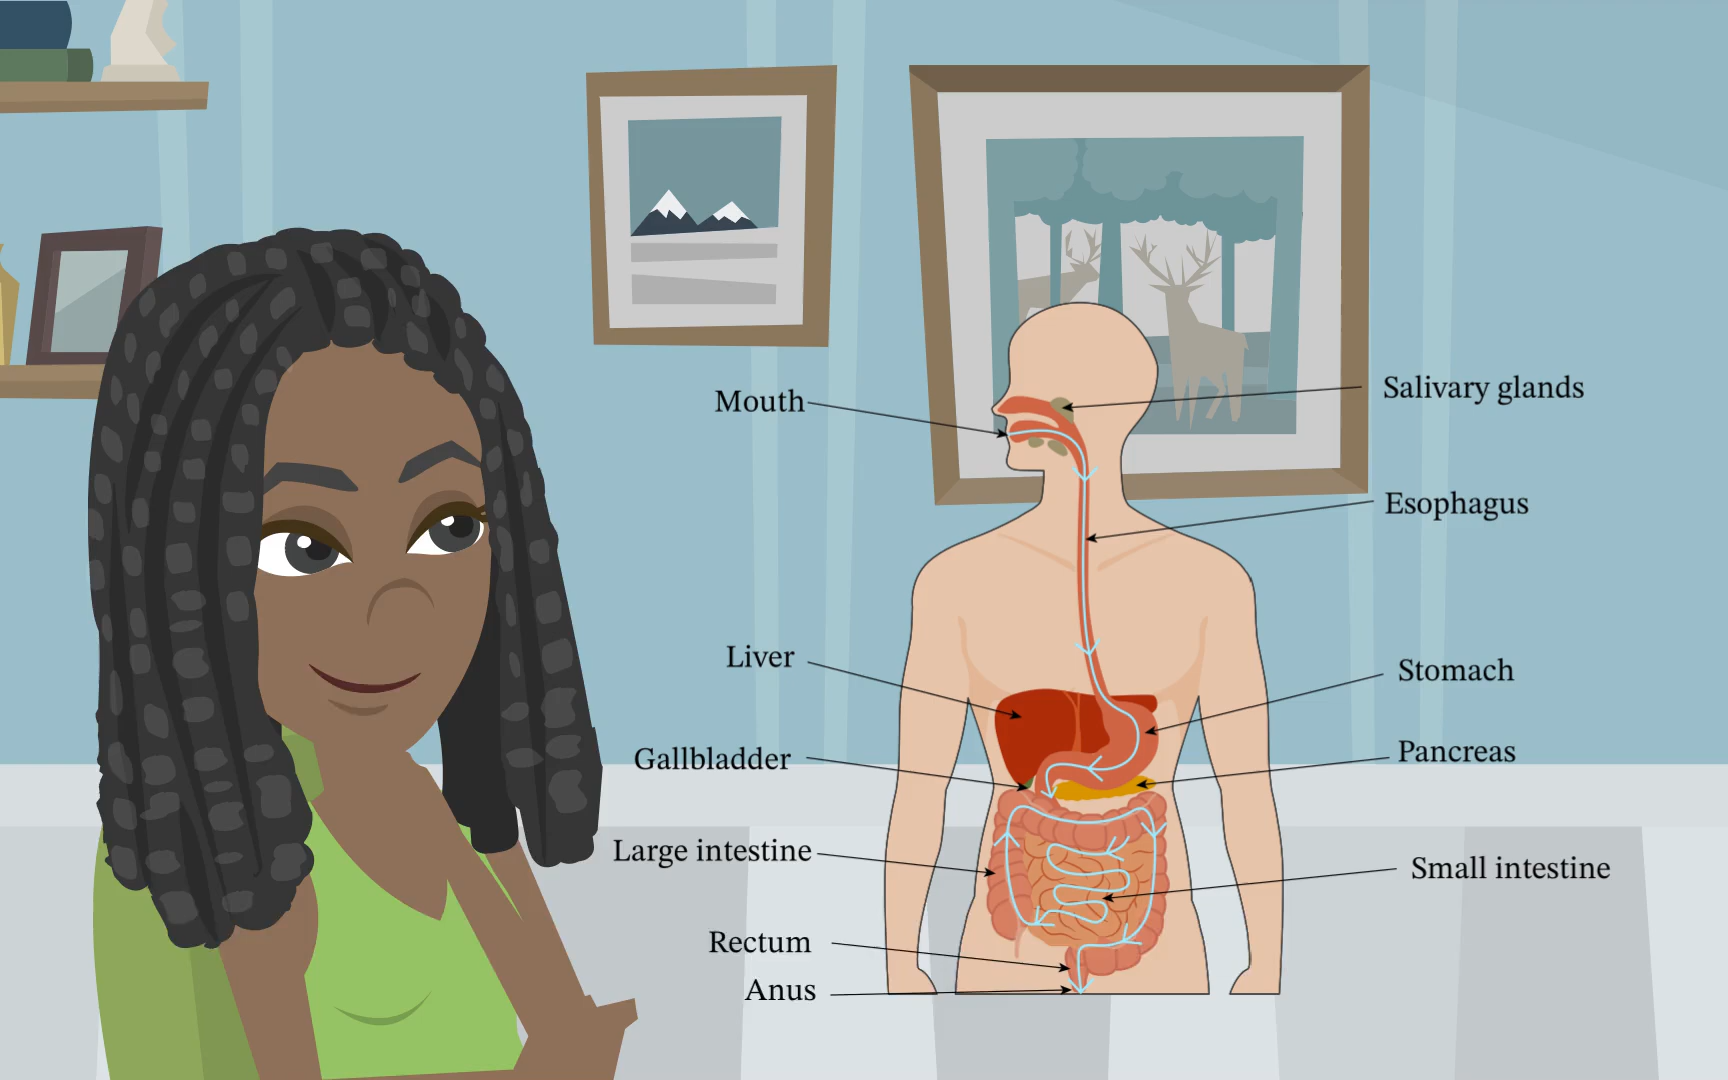 Salivary glands
Mouth
Esophagus
Liver
Stomach
Pancreas
Gallbladder
Large intestine
Small intestine
Rectum
Anus